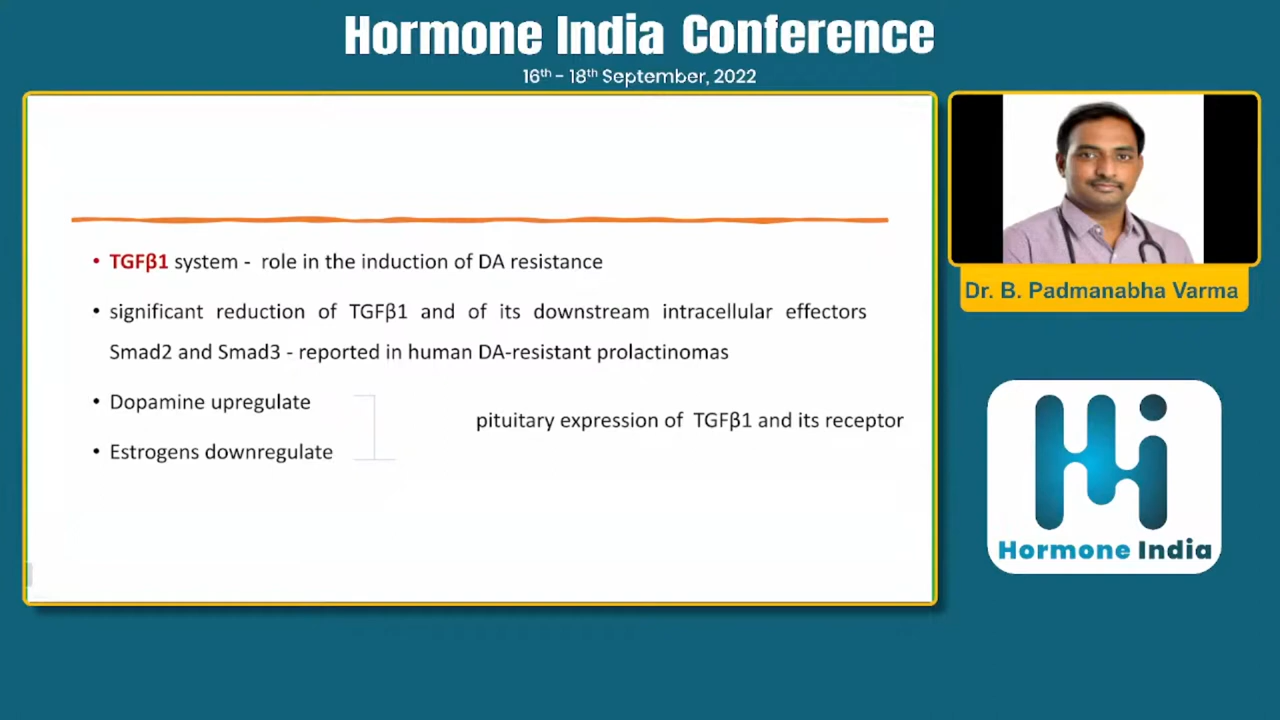 Hormone India Conference
16th - 18th September, 2022
• TGFβ1 system - role in the induction of DA resistance
• significant reduction of TGFβ1 and of its downstream intracellular effectors
Smad2 and Smad3 - reported in human DA-resistant prolactinomas
• Dopamine upregulate
• Estrogens downregulate
pituitary expression of TGFβ1 and its receptor
Dr. B. Padmanabha Varma
Hormone India